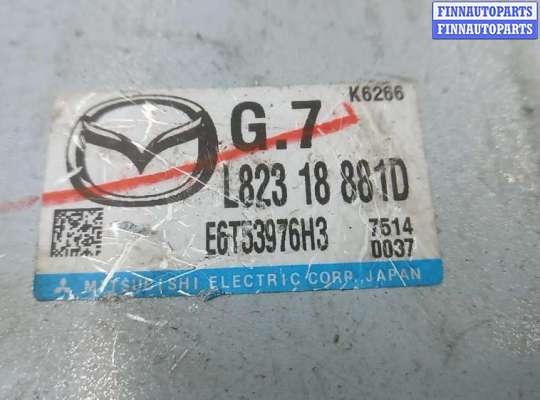 FINNAUTOPARTS
FINNAUTOPARTS
K6266
G.7
L823 18 881D
E6T53976H3
7514
0037
MITSUBISHI ELECTRIC CORP., JAPAN